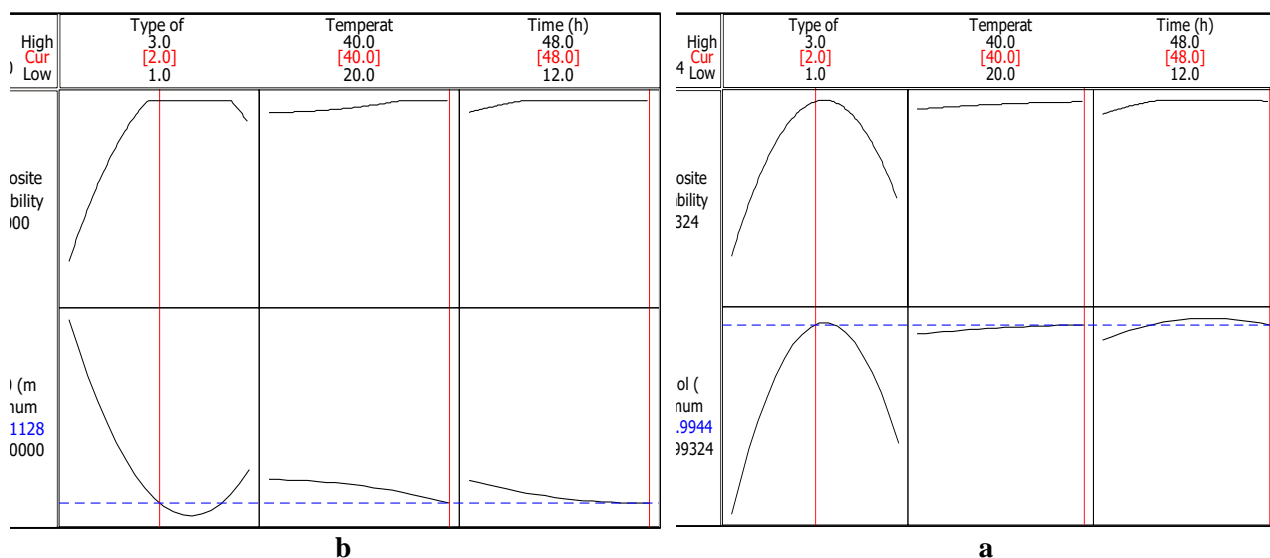 Type of Temperat Time (h)
High 3.0 40.0 48.0
Cur [2.0] [40.0] [48.0]
Low 1.0 20.0 12.0
osite
bility
000
) (m
num
1128
0000
b
Type of Temperat Time (h)
High 3.0 40.0 48.0
Cur [2.0] [40.0] [48.0]
4 Low 1.0 20.0 12.0
osite
bility
324
ol (
num
.9944
99324
a